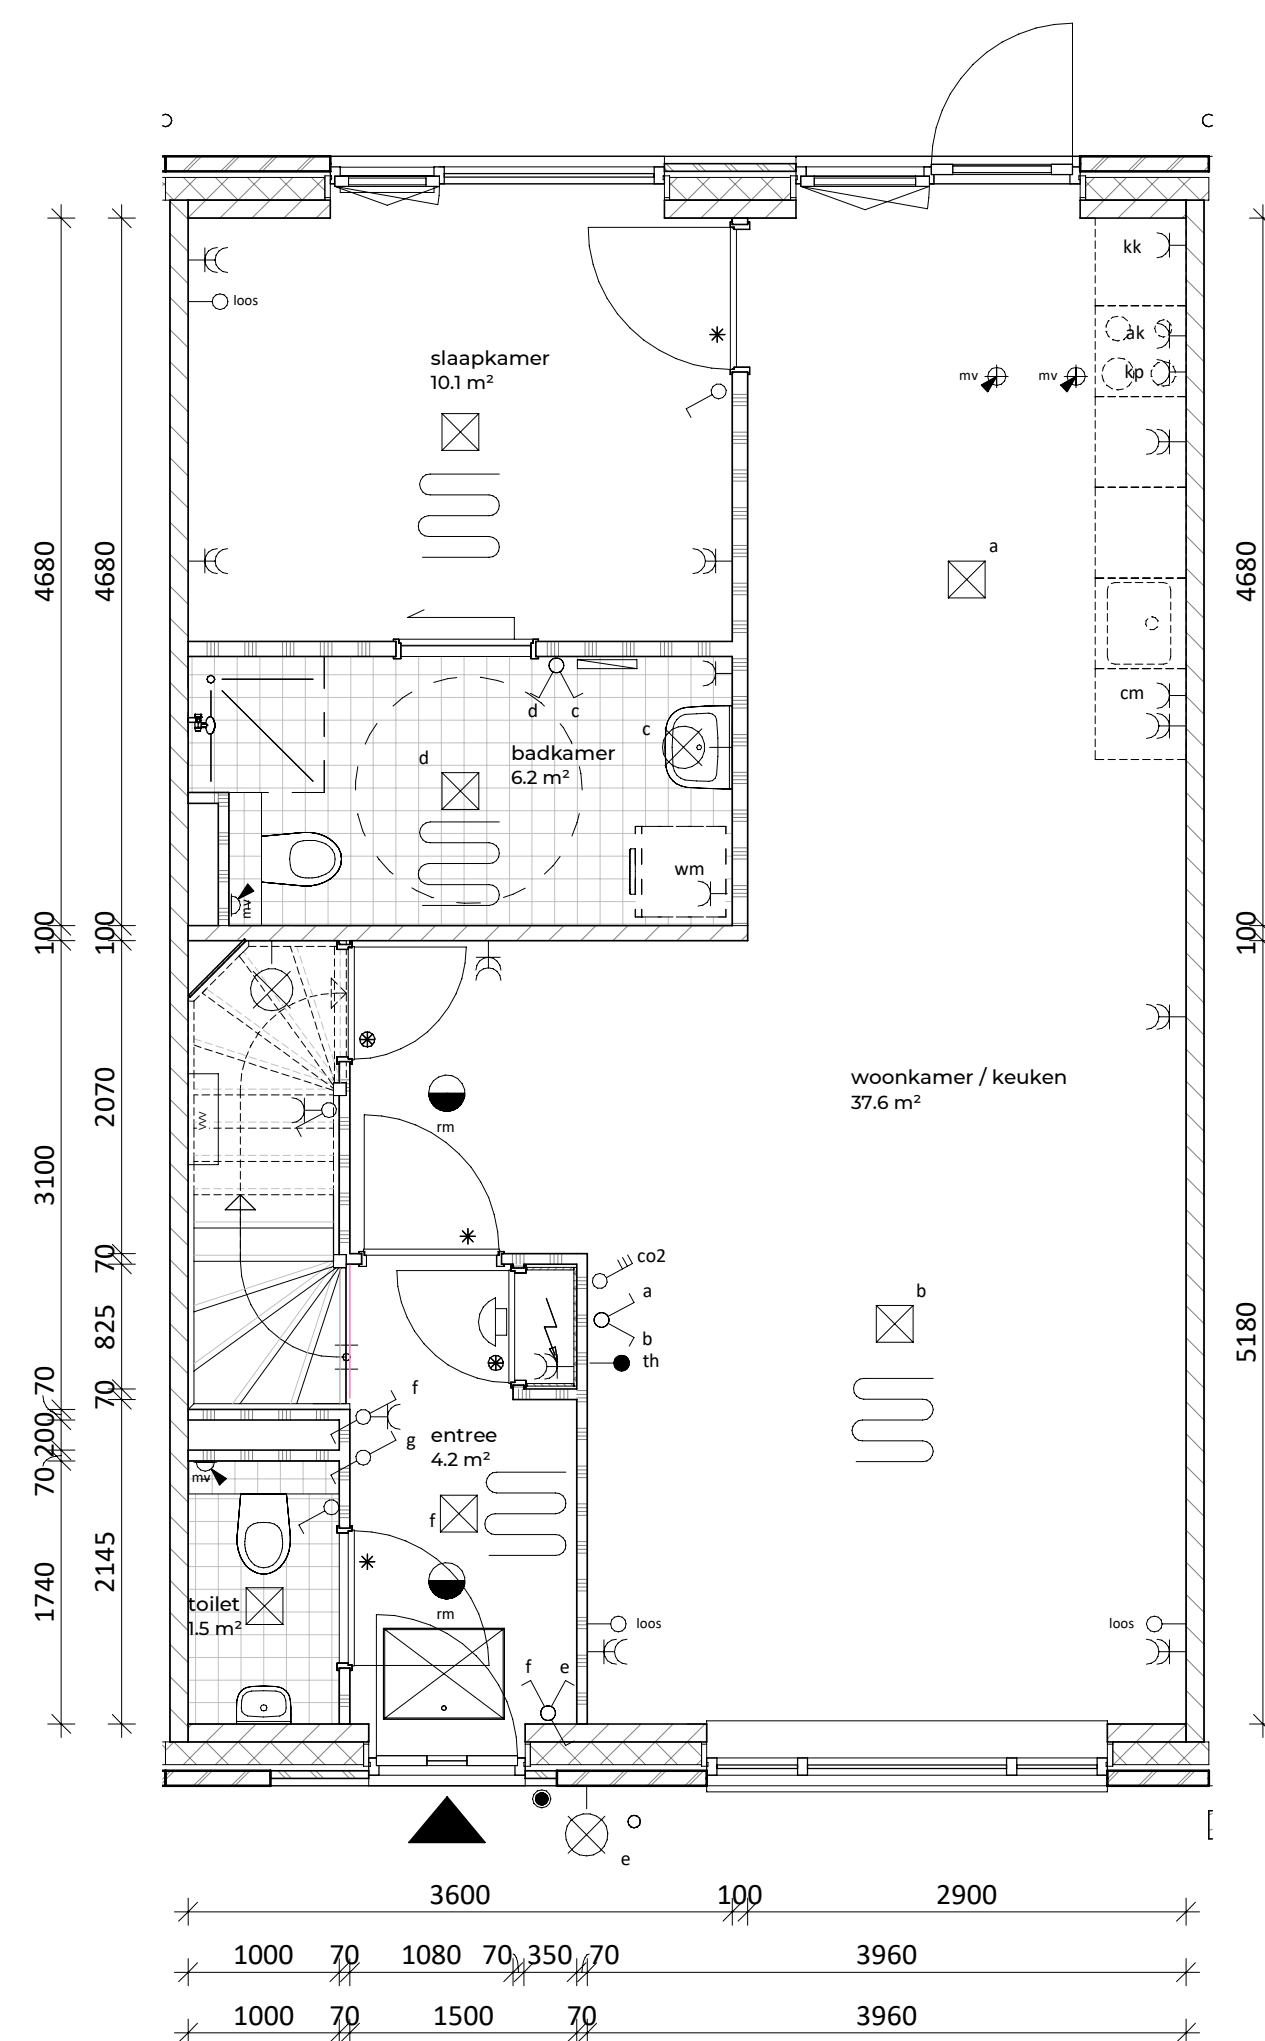 kk
loos
ak
slaapkamer
10.1 m²
mv
mv
kp
a
4680
4680
4680
cm
d
c
c
badkamer
6.2 m²
d
wm
mv
100
100
100
woonkamer / keuken
37.6 m²
2070
rm
3100
70
co2
a
b
b
th
825
5180
70
70
f
200
g
entree
4.2 m²
70
mv
f
2145
1740
toilet
1.5 m²
rm
loos
loos
f
e
e
3600
100
2900
1000
70
1080
70
350
70
3960
1000
70
1500
70
3960